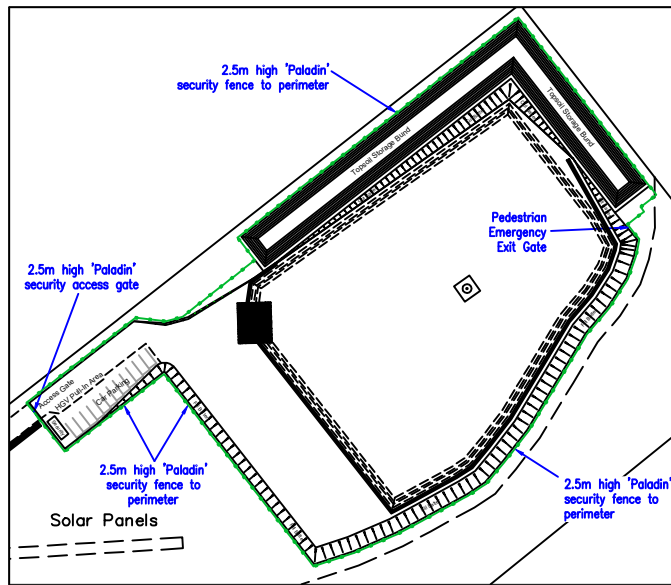 2.5m high 'Paladin'
security fence to perimeter
Topsoil Storage Bund
Topsoil Storage Bund
Pedestrian
Emergency
Exit Gate
2.5m high 'Paladin'
security access gate
Access Gate
HGV Pull-In Area
Car Parking
2.5m high 'Paladin'
security fence to
perimeter
2.5m high 'Paladin'
security fence to
perimeter
Solar Panels